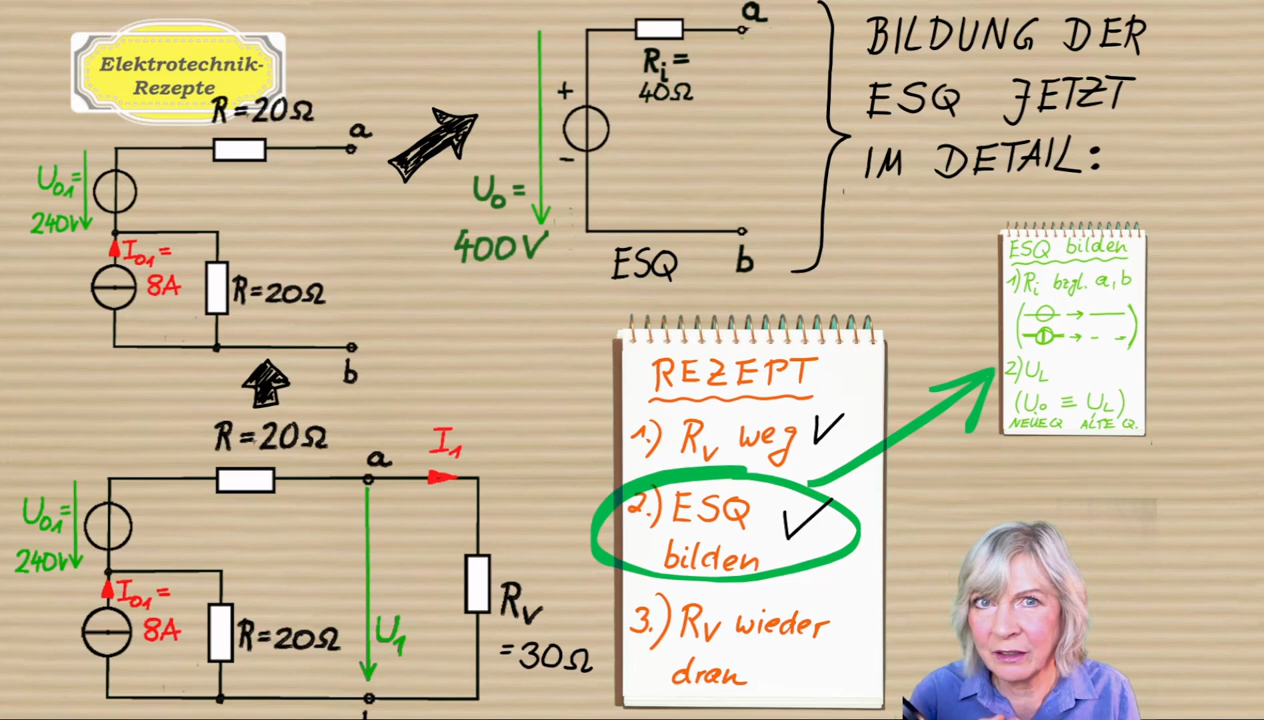 Elektrotechnik-
Rezepte
R=20Ω
a
U01=
240V
I01=
8A
R=20Ω
b
a
Ri=
40Ω
+
-
U0=
400V
ESQ
b
BILDUNG DER
ESQ JETZT
IM DETAIL:
ESQ bilden
1) Ri bzgl. a, b
2) UL
(U0 ≡ UL)
NEUE Q ALTE Q.
REZEPT
1.) RV weg ✓
2.) ESQ ✓
bilden
3.) RV wieder
dran
R=20Ω
a
I1
U01=
240V
I01=
8A
R=20Ω
U1
RV
=30Ω